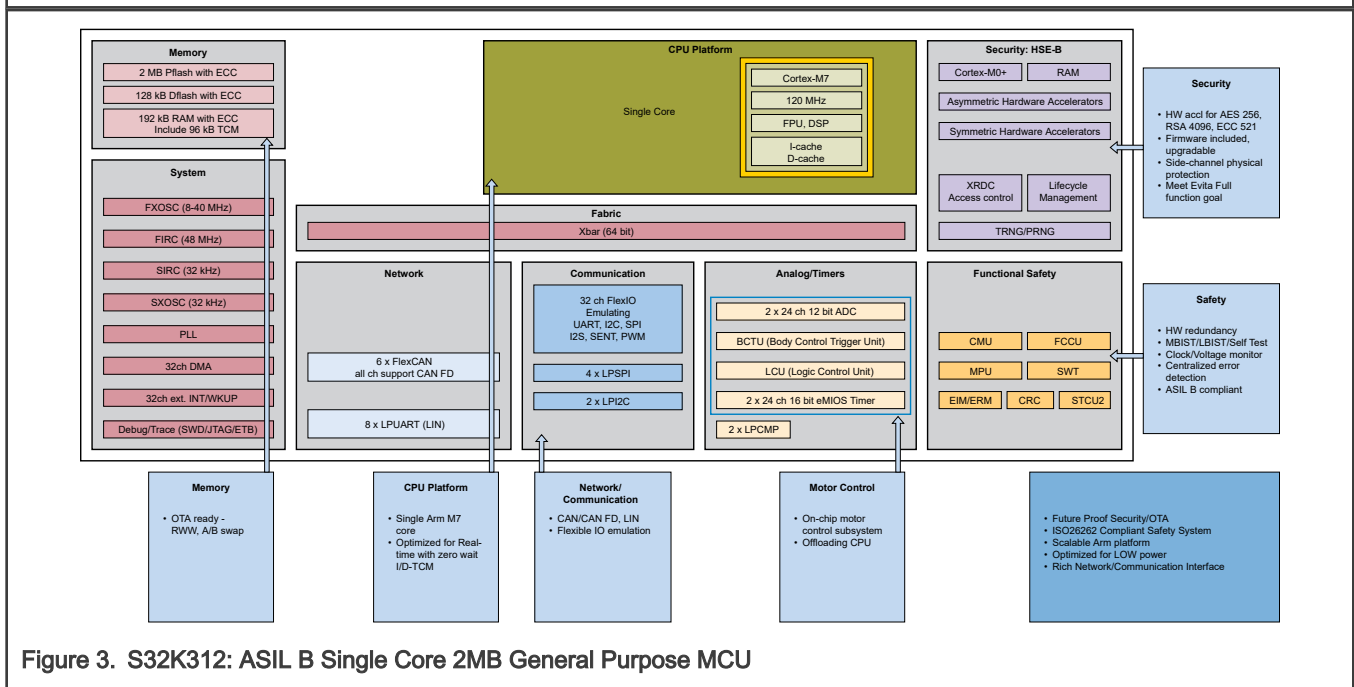 Memory
2 MB Pflash with ECC
128 kB Dflash with ECC
192 kB RAM with ECC
Include 96 kB TCM
System
FXOSC (8-40 MHz)
FIRC (48 MHz)
SIRC (32 kHz)
SXOSC (32 kHz)
PLL
32ch DMA
32ch ext. INT/WKUP
Debug/Trace (SWD/JTAG/ETB)
CPU Platform
Single Core
Cortex-M7
120 MHz
FPU, DSP
I-cache
D-cache
Fabric
Xbar (64 bit)
Network
6 x FlexCAN
all ch support CAN FD
8 x LPUART (LIN)
Communication
32 ch FlexIO
Emulating
UART, I2C, SPI
I2S, SENT, PWM
4 x LPSPI
2 x LPI2C
Analog/Timers
2 x 24 ch 12 bit ADC
BCTU (Body Control Trigger Unit)
LCU (Logic Control Unit)
2 x 24 ch 16 bit eMIOS Timer
2 x LPCMP
Security: HSE-B
Cortex-M0+
RAM
Asymmetric Hardware Accelerators
Symmetric Hardware Accelerators
XRDC
Access control
Lifecycle
Management
TRNG/PRNG
Functional Safety
CMU
FCCU
MPU
SWT
EIM/ERM
CRC
STCU2
Security
• HW accl for AES 256,
RSA 4096, ECC 521
• Firmware included,
upgradable
• Side-channel physical
protection
• Meet Evita Full
function goal
Safety
• HW redundancy
• MBIST/LBIST/Self Test
• Clock/Voltage monitor
• Centralized error
detection
• ASIL B compliant
Memory
• OTA ready -
RWW, A/B swap
CPU Platform
• Single Arm M7
core
• Optimized for Real-
time with zero wait
I/D-TCM
Network/
Communication
• CAN/CAN FD, LIN
• Flexible IO emulation
Motor Control
• On-chip motor
control subsystem
• Offloading CPU
• Future Proof Security/OTA
• ISO26262 Compliant Safety System
• Scalable Arm platform
• Optimized for LOW power
• Rich Network/Communication Interface
Figure 3. S32K312: ASIL B Single Core 2MB General Purpose MCU